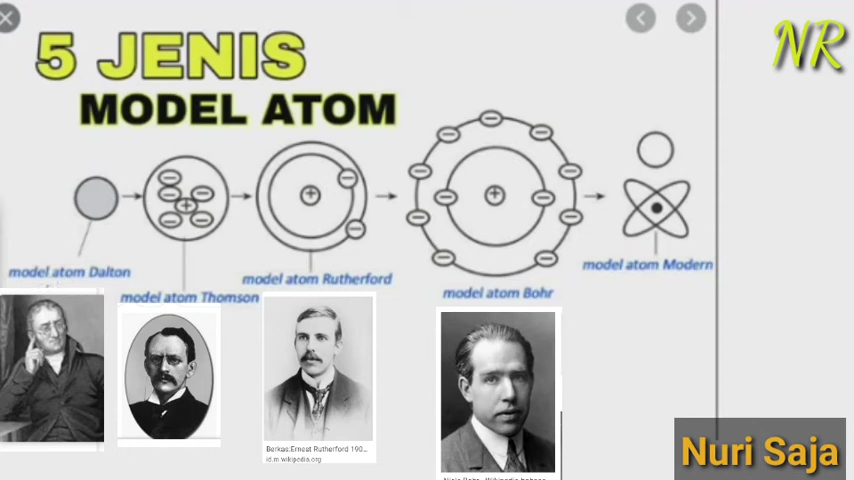 5 JENIS
NR
MODEL ATOM
model atom Dalton
model atom Thomson
model atom Rutherford
model atom Bohr
model atom Modern
Berkas:Ernest Rutherford 190...
id.m.wikipedia.org
Nuri Saja